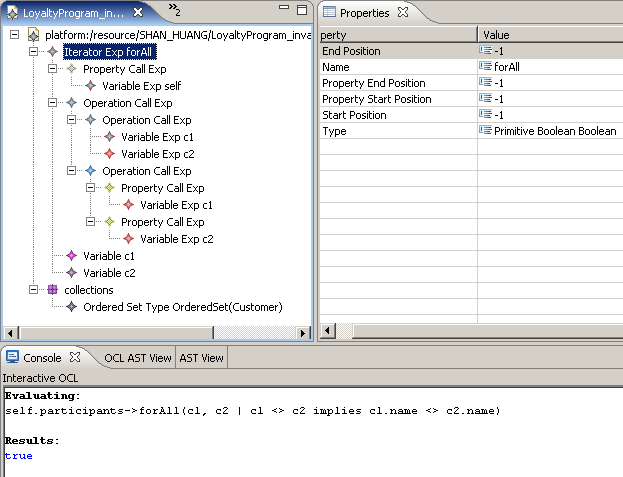 LoyaltyProgram_in...
»2
platform:/resource/SHAN_HUANG/LoyaltyProgram_inva
Iterator Exp forAll
Property Call Exp
Variable Exp self
Operation Call Exp
Operation Call Exp
Variable Exp c1
Variable Exp c2
Operation Call Exp
Property Call Exp
Variable Exp c1
Property Call Exp
Variable Exp c2
Variable c1
Variable c2
collections
Ordered Set Type OrderedSet(Customer)
Properties
perty Value
End Position -1
Name forAll
Property End Position -1
Property Start Position -1
Start Position -1
Type Primitive Boolean Boolean
Console OCL AST View AST View
Interactive OCL
Evaluating:
self.participants->forAll(c1, c2 | c1 <> c2 implies c1.name <> c2.name)
Results:
true